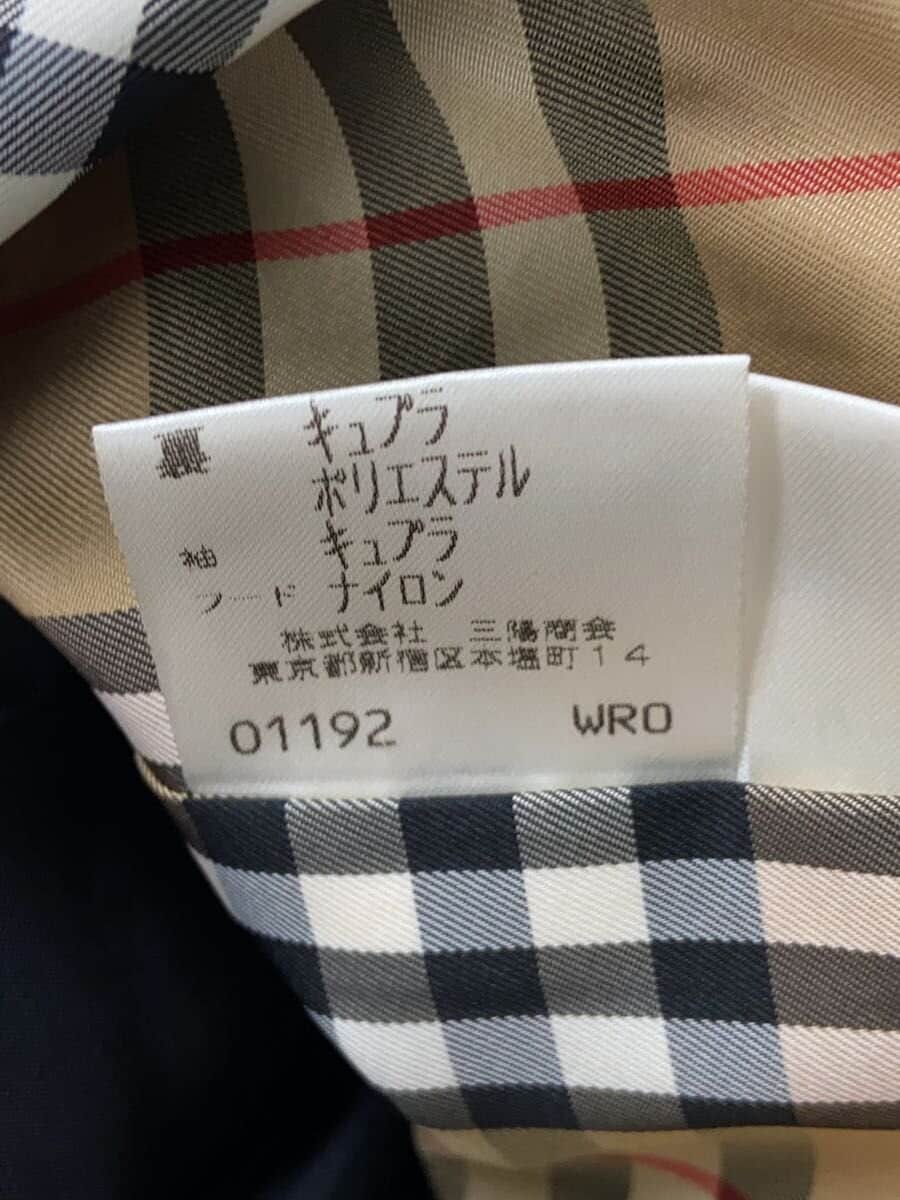 裏 キュプラ
ポリエステル
袖 キュプラ
フード ナイロン
株式会社 三陽商会
東京都新宿区本塩町14
01192 WRO